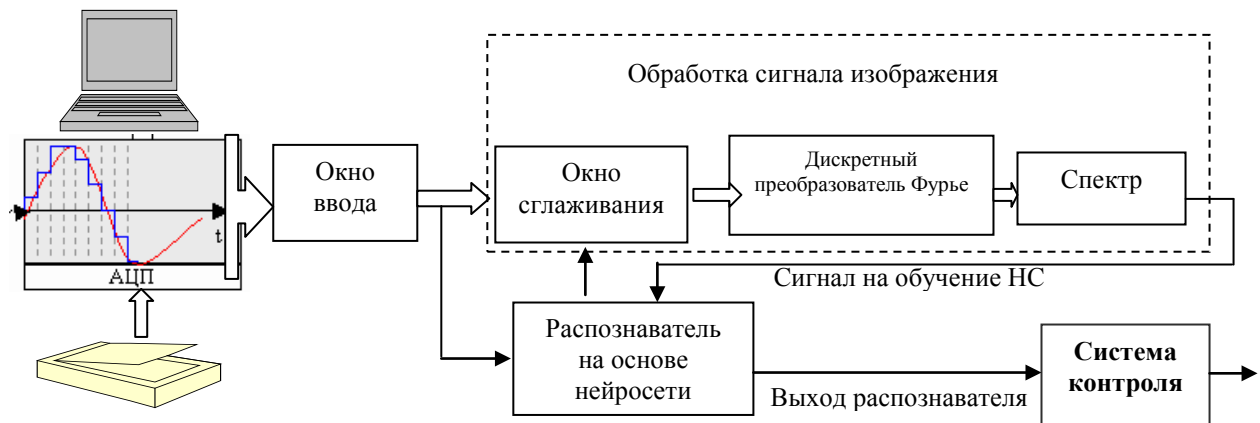 Обработка сигнала изображения
Окно
ввода
Окно
сглаживания
Дискретный
преобразователь Фурье
Спектр
t
АЦП
Сигнал на обучение НС
Распознаватель
на основе
нейросети
Выход распознавателя
Система
контроля